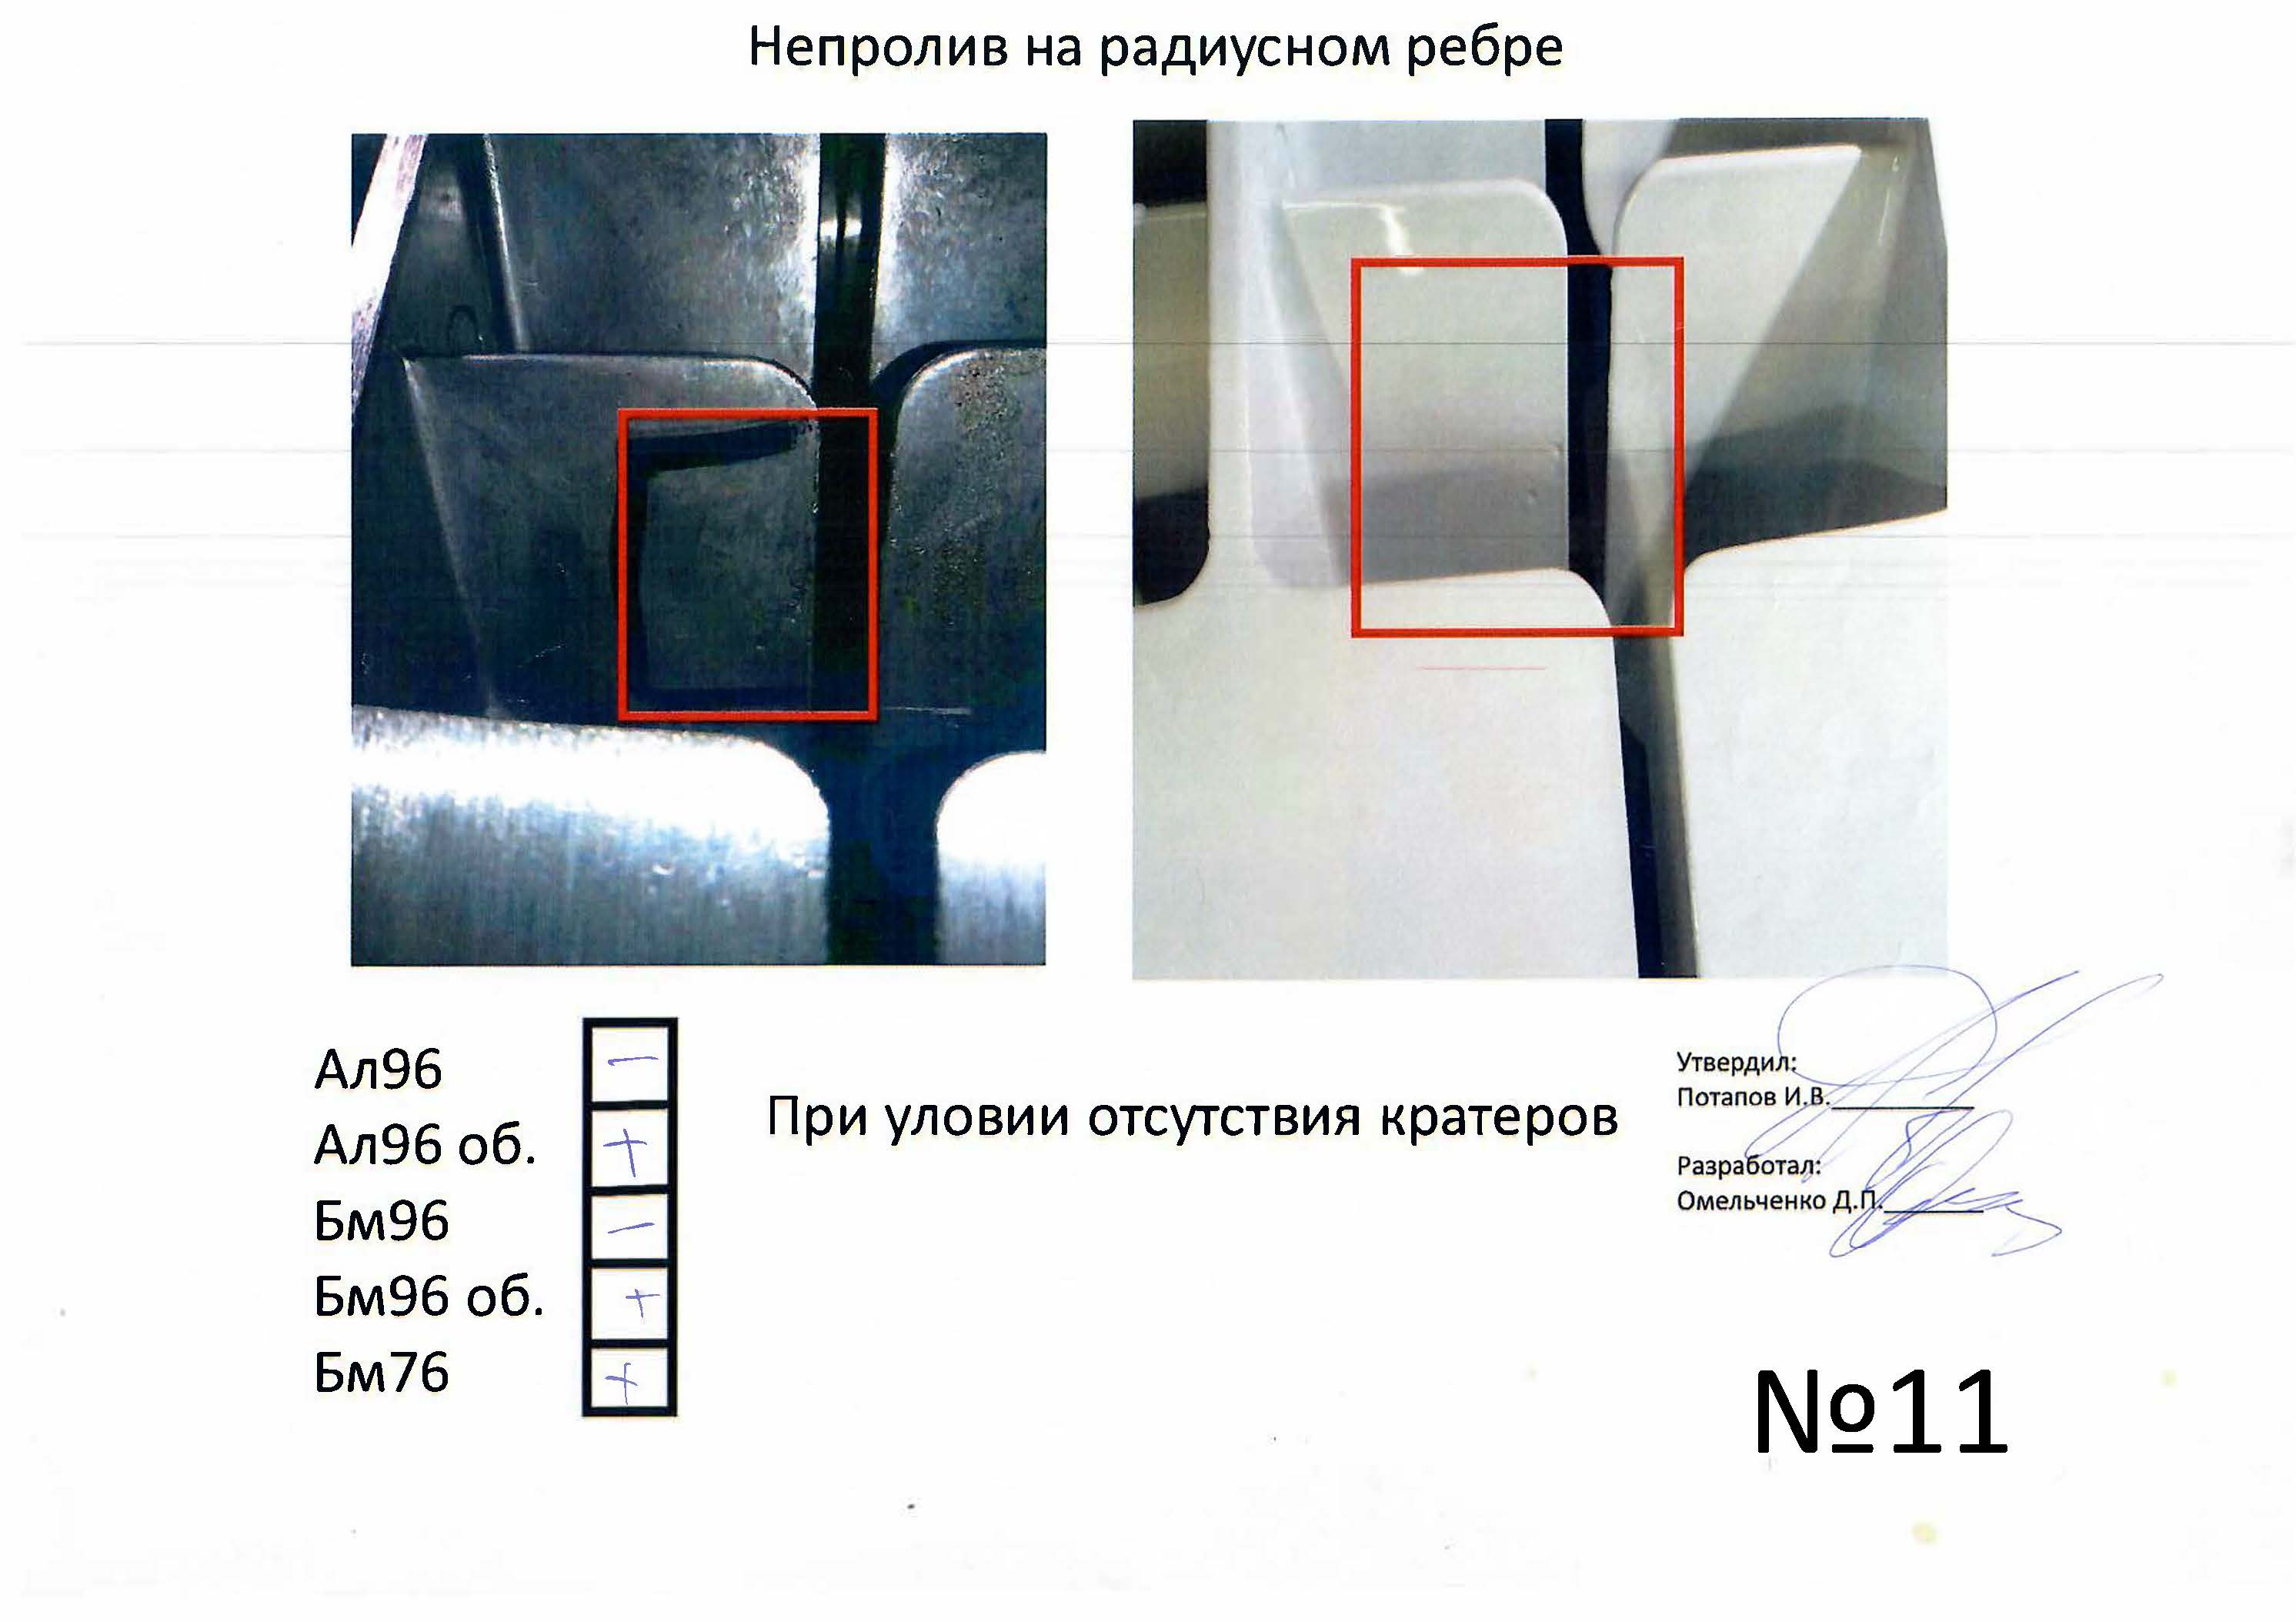 Непролив на радиусном ребре
Ал96 –
Ал96 об. +
Бм96 –
Бм96 об. +
Бм76 +
При уловии отсутствия кратеров
Утвердил:
Потапов И.В.
Разработал:
Омельченко Д.П.
№11